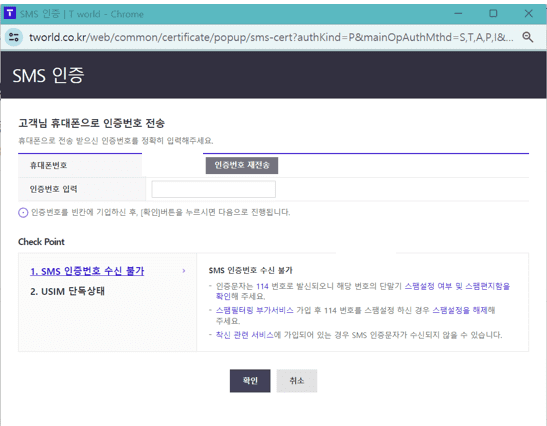 SMS 인증 | T world - Chrome
tworld.co.kr/web/common/certificate/popup/sms-cert?authKind=P&mainOpAuthMthd=S,T,A,P,I&...
SMS 인증
고객님 휴대폰으로 인증번호 전송
휴대폰으로 전송 받으신 인증번호를 정확히 입력해주세요.
휴대폰번호 인증번호 재전송
인증번호 입력
인증번호를 빈칸에 기입하신 후, [확인]버튼을 누르시면 다음으로 진행됩니다.
Check Point
1. SMS 인증번호 수신 불가
2. USIM 단독상태
SMS 인증번호 수신 불가
- 인증문자는 114 번호로 발신되오니 해당 번호의 단말기 스팸설정 여부 및 스팸편지함을
확인해 주세요.
- 스팸필터링 부가서비스 가입 후 114 번호를 스팸설정 하신 경우 스팸설정을 해제해
주세요.
- 착신 관련 서비스에 가입되어 있는 경우 SMS 인증문자가 수신되지 않을 수 있습니다.
확인 취소